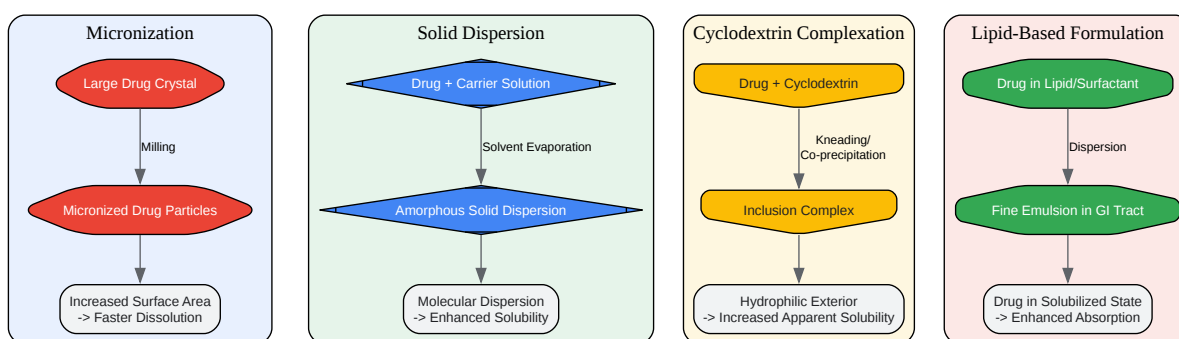 Micronization
Large Drug Crystal
Milling
Micronized Drug Particles
Increased Surface Area
-> Faster Dissolution
Solid Dispersion
Drug + Carrier Solution
Solvent Evaporation
Amorphous Solid Dispersion
Molecular Dispersion
-> Enhanced Solubility
Cyclodextrin Complexation
Drug + Cyclodextrin
Kneading/
Co-precipitation
Inclusion Complex
Hydrophilic Exterior
-> Increased Apparent Solubility
Lipid-Based Formulation
Drug in Lipid/Surfactant
Dispersion
Fine Emulsion in GI Tract
Drug in Solubilized State
-> Enhanced Absorption